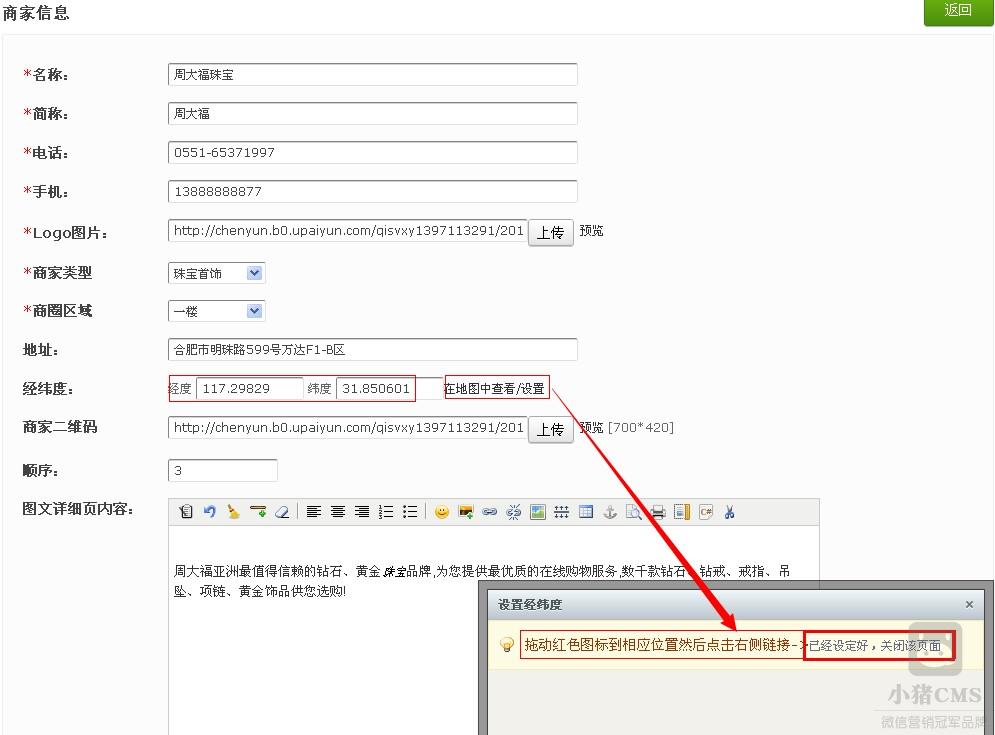 商家信息
返回
*名称： 周大福珠宝
*简称： 周大福
*电话： 0551-65371997
*手机： 13888888877
*Logo图片： http://chenyun.b0.upaiyun.com/qisvxy1397113291/201 上传 预览
*商家类型 珠宝首饰
*商圈区域 一楼
地址： 合肥市明珠路599号万达F1-B区
经纬度： 经度 117.29829 纬度 31.850601 在地图中查看/设置
商家二维码 http://chenyun.b0.upaiyun.com/qisvxy1397113291/201 上传 预览 [700*420]
顺序： 3
图文详细页内容：
周大福亚洲最值得信赖的钻石、黄金珠宝品牌,为您提供最优质的在线购物服务,数千款钻石、钻戒、戒指、吊
坠、项链、黄金饰品供您选购!
设置经纬度 ×
拖动红色图标到相应位置然后点击右侧链接-> 已经设定好，关闭该页面
小猪CMS
微信营销冠军品牌